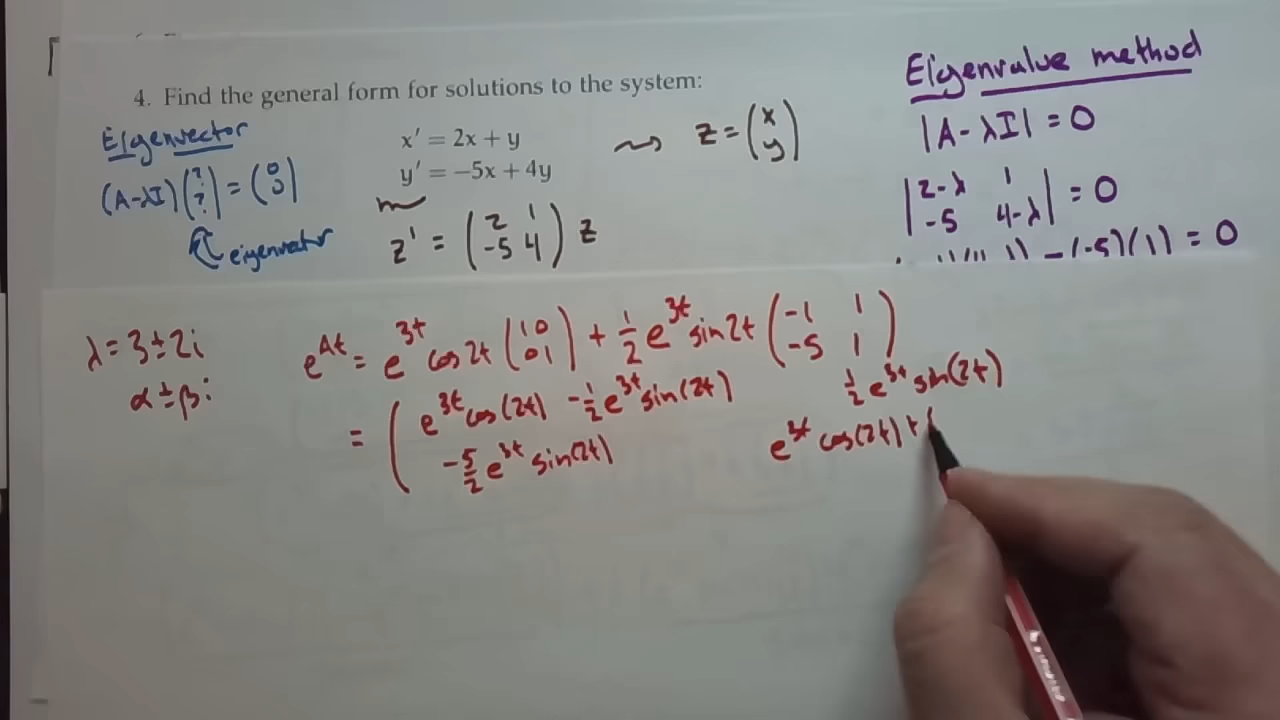 4. Find the general form for solutions to the system:
x′ = 2x + y
y′ = −5x + 4y
z = (x y)
z' = (2 1 -5 4) z
Eigenvector
(A-λI)(? ?) = (0 0)
eigenvector
Eigenvalue method
|A-λI| = 0
|2-λ 1
-5 4-λ| = 0
-(-5)(1) = 0
λ = 3±2i
α±βi
e^{At} = e^{3t} cos 2t (1 0 0 1) + 1/2 e^{3t} sin 2t (-1 1 -5 1)
= ( e^{3t} cos(2t) - 1/2 e^{3t} sin(2t) 1/2 e^{3t} sin(2t)
-5/2 e^{3t} sin(2t) e^{3t} cos(2t) +